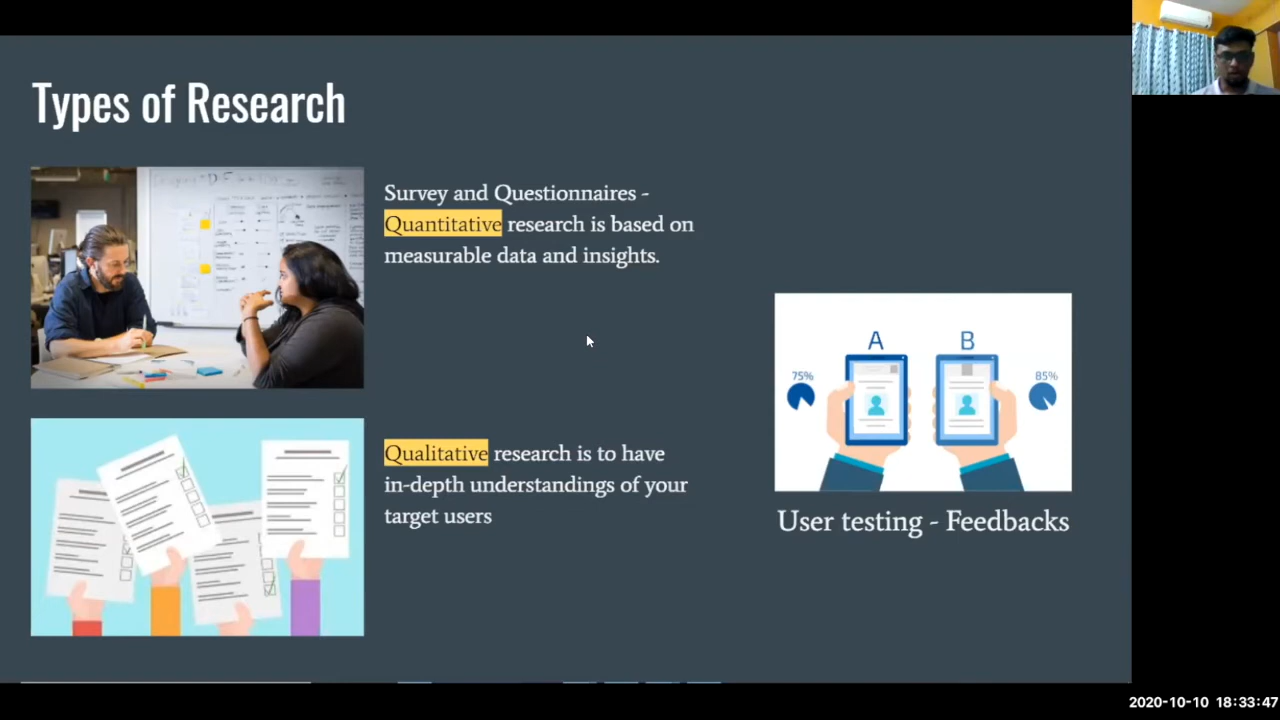 Types of Research
Survey and Questionnaires -
Quantitative research is based on
measurable data and insights.
Qualitative research is to have
in-depth understandings of your
target users
A B
75% 85%
User testing - Feedbacks
2020-10-10 18:33:47